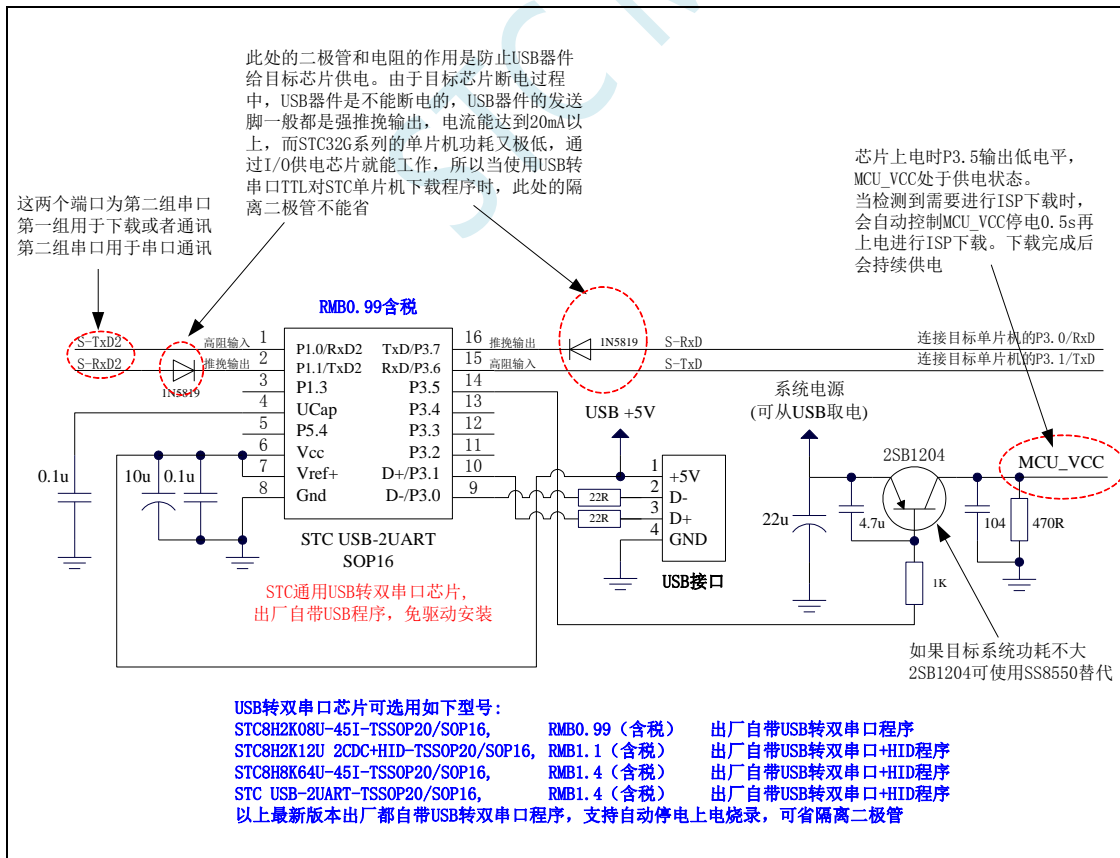 STC M
此处的二极管和电阻的作用是防止USB器件
给目标芯片供电。由于目标芯片断电过程
中，USB器件是不能断电的，USB器件的发送
脚一般都是强推挽输出，电流能达到20mA以
上，而STC32G系列的单片机功耗又极低，通
过I/O供电芯片就能工作，所以当使用USB转
串口TTL对STC单片机下载程序时，此处的隔
离二极管不能省
芯片上电时P3.5输出低电平，
MCU_VCC处于供电状态。
当检测到需要进行ISP下载时，
会自动控制MCU_VCC停电0.5s再
上电进行ISP下载。下载完成后
会持续供电
这两个端口为第二组串口
第一组用于下载或者通讯
第二组串口用于串口通讯
RMB0.99含税
S-TxD2
高阻输入
1
P1.0/RxD2
TxD/P3.7
16
推挽输出
1N5819
S-RxD
连接目标单片机的P3.0/RxD
S-RxD2
1N5819
推挽输出
2
P1.1/TxD2
RxD/P3.6
15
高阻输入
S-TxD
连接目标单片机的P3.1/TxD
3
P1.3
P3.5
14
4
UCap
P3.4
13
5
P5.4
P3.3
12
6
Vcc
P3.2
11
7
Vref+
D+/P3.1
10
8
Gnd
D-/P3.0
9
0.1u
10u
0.1u
STC USB-2UART
SOP16
STC通用USB转双串口芯片，
出厂自带USB程序，免驱动安装
USB +5V
1
+5V
2
D-
3
D+
4
GND
22R
22R
USB接口
系统电源
(可从USB取电)
2SB1204
MCU_VCC
22u
4.7u
104
470R
1K
如果目标系统功耗不大
2SB1204可使用SS8550替代
USB转双串口芯片可选用如下型号：
STC8H2K08U-45I-TSSOP20/SOP16, RMB0.99（含税） 出厂自带USB转双串口程序
STC8H2K12U 2CDC+HID-TSSOP20/SOP16, RMB1.1（含税） 出厂自带USB转双串口+HID程序
STC8H8K64U-45I-TSSOP20/SOP16, RMB1.4（含税） 出厂自带USB转双串口+HID程序
STC USB-2UART-TSSOP20/SOP16, RMB1.4（含税） 出厂自带USB转双串口+HID程序
以上最新版本出厂都自带USB转双串口程序，支持自动停电上电烧录，可省隔离二极管